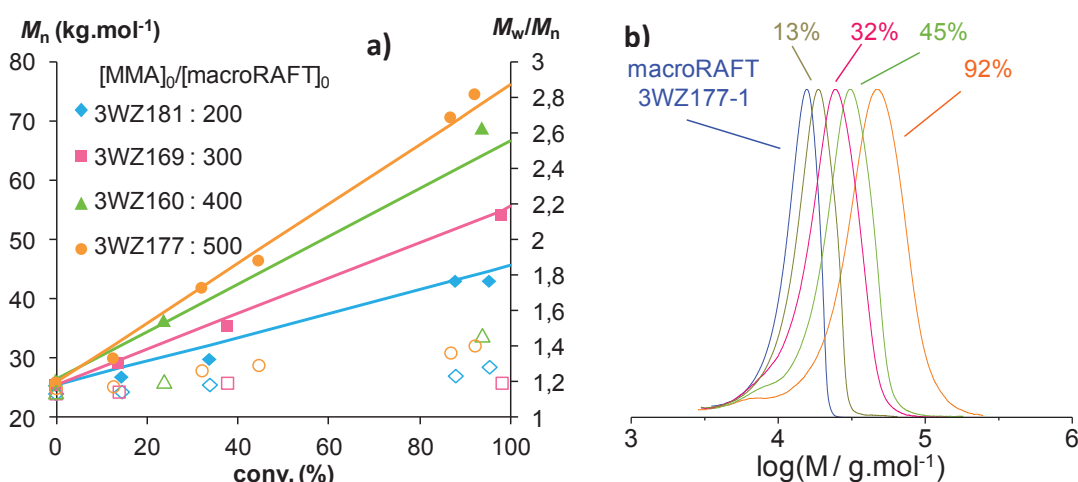 Mn (kg.mol-1)
a)
Mw/Mn
80
70
60
50
40
30
20
[MMA]0/[macroRAFT]0
3WZ181 : 200
3WZ169 : 300
3WZ160 : 400
3WZ177 : 500
3
2,8
2,6
2,4
2,2
2
1,8
1,6
1,4
1,2
1
0 20 40 60 80 100
conv. (%)
b)
13% 32% 45%
92%
macroRAFT
3WZ177-1
3 4 5 6
log(M / g.mol-1)